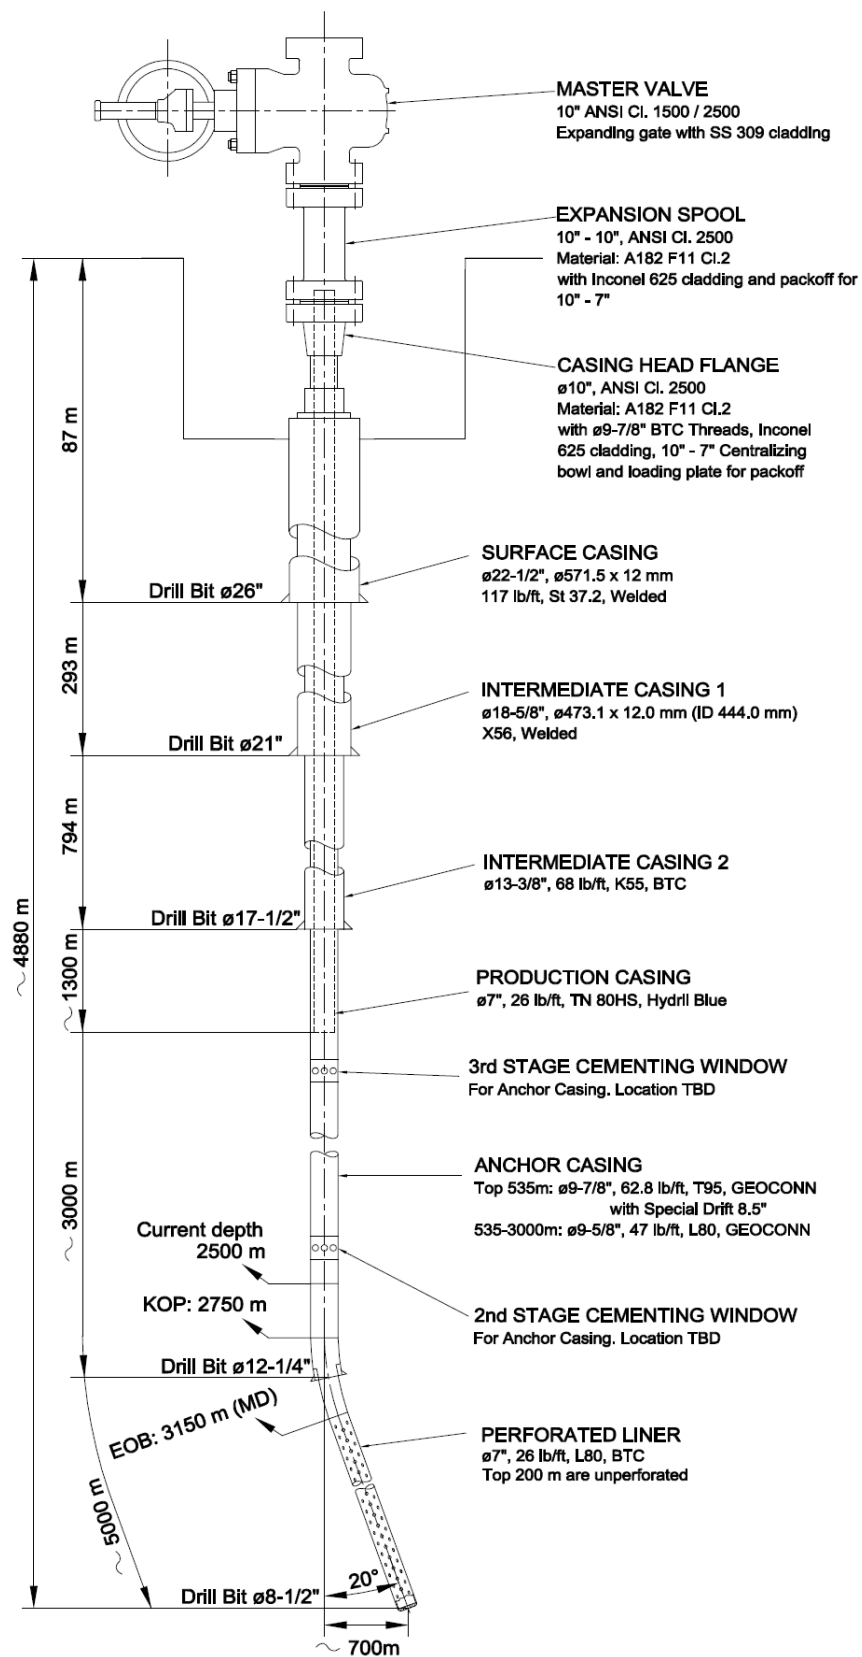 MASTER VALVE
10" ANSI Cl. 1500 / 2500
Expanding gate with SS 309 cladding
EXPANSION SPOOL
10" - 10", ANSI Cl. 2500
Material: A182 F11 Cl.2
with Inconel 625 cladding and packoff for
10" - 7"
CASING HEAD FLANGE
ø10", ANSI Cl. 2500
Material: A182 F11 Cl.2
with ø9-7/8" BTC Threads, Inconel
625 cladding, 10" - 7" Centralizing
bowl and loading plate for packoff
87 m
SURFACE CASING
ø22-1/2", ø571.5 x 12 mm
117 lb/ft, St 37.2, Welded
Drill Bit ø26"
293 m
INTERMEDIATE CASING 1
ø18-5/8", ø473.1 x 12.0 mm (ID 444.0 mm)
X56, Welded
Drill Bit ø21"
794 m
INTERMEDIATE CASING 2
ø13-3/8", 68 lb/ft, K55, BTC
Drill Bit ø17-1/2"
~ 4880 m
~ 1300 m
PRODUCTION CASING
ø7", 26 lb/ft, TN 80HS, Hydril Blue
3rd STAGE CEMENTING WINDOW
For Anchor Casing. Location TBD
ANCHOR CASING
Top 535m: ø9-7/8", 62.8 lb/ft, T95, GEOCONN
with Special Drift 8.5"
535-3000m: ø9-5/8", 47 lb/ft, L80, GEOCONN
~ 3000 m
Current depth
2500 m
KOP: 2750 m
2nd STAGE CEMENTING WINDOW
For Anchor Casing. Location TBD
Drill Bit ø12-1/4"
EOB: 3150 m (MD)
PERFORATED LINER
ø7", 26 lb/ft, L80, BTC
Top 200 m are unperforated
~ 5000 m
20°
Drill Bit ø8-1/2"
~ 700m